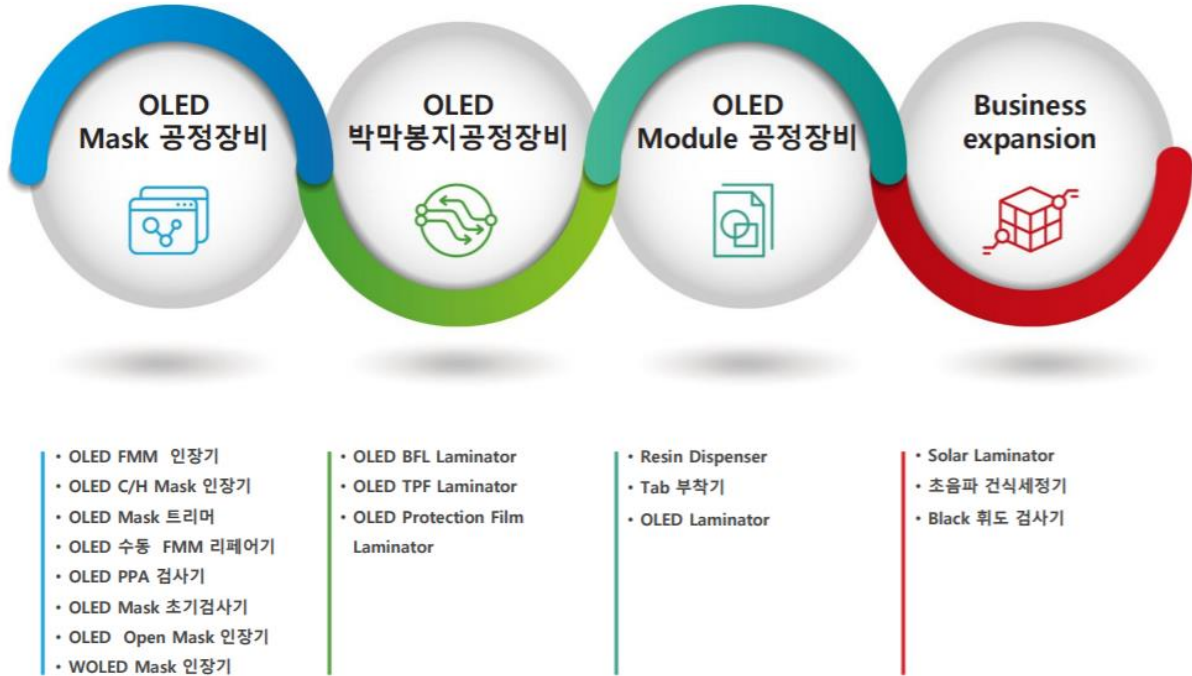 OLED
Mask 공정장비
OLED
박막봉지공정장비
OLED
Module 공정장비
Business
expansion
• OLED FMM 인장기
• OLED C/H Mask 인장기
• OLED Mask 트리머
• OLED 수동 FMM 리페어기
• OLED PPA 검사기
• OLED Mask 초기검사기
• OLED Open Mask 인장기
• WOLED Mask 인장기
• OLED BFL Laminator
• OLED TPF Laminator
• OLED Protection Film
Laminator
• Resin Dispenser
• Tab 부착기
• OLED Laminator
• Solar Laminator
• 초음파 건식세정기
• Black 휘도 검사기